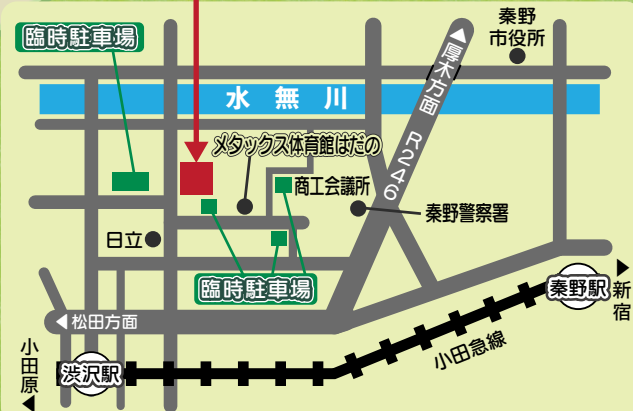 臨時駐車場
秦野
市役所
▲厚木方面 R246
水無川
メタックス体育館はだの
商工会議所
秦野警察署
日立
臨時駐車場
秦野駅
▶新宿
◀松田方面
小田急線
小田原◀
渋沢駅